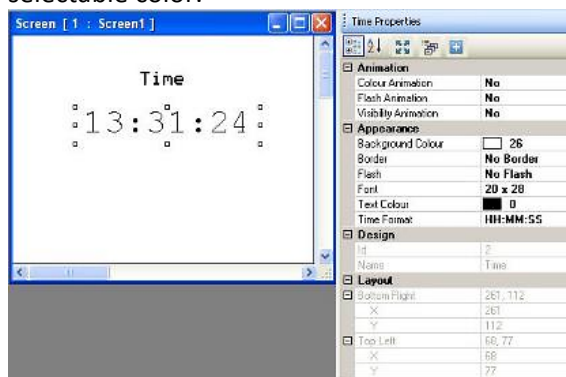 selectable color.
Screen [ 1 : Screen1 ]
Time
13:31:24
Time Properties
Animation
Colour Animation No
Flash Animation No
Visibility Animation No
Appearance
Background Colour 26
Border No Border
Flash No Flash
Font 20 x 28
Text Colour 0
Time Format HH:MM:SS
Design
Id 2
Name Time
Layout
Bottom Right 261, 112
X 261
Y 112
Top Left 68, 77
X 68
Y 77